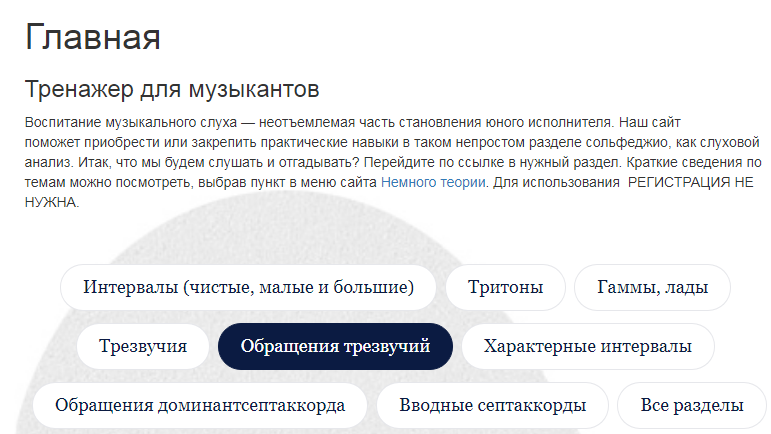 Главная
Тренажер для музыкантов
Воспитание музыкального слуха — неотъемлемая часть становления юного исполнителя. Наш сайт
поможет приобрести или закрепить практические навыки в таком непростом разделе сольфеджио, как слуховой
анализ. Итак, что мы будем слушать и отгадывать? Перейдите по ссылке в нужный раздел. Краткие сведения по
темам можно посмотреть, выбрав пункт в меню сайта Немного теории. Для использования  РЕГИСТРАЦИЯ НЕ
НУЖНА.
Интервалы (чистые, малые и большие) Тритоны Гаммы, лады
Трезвучия Обращения трезвучий Характерные интервалы
Обращения доминантсептаккорда Вводные септаккорды Все разделы